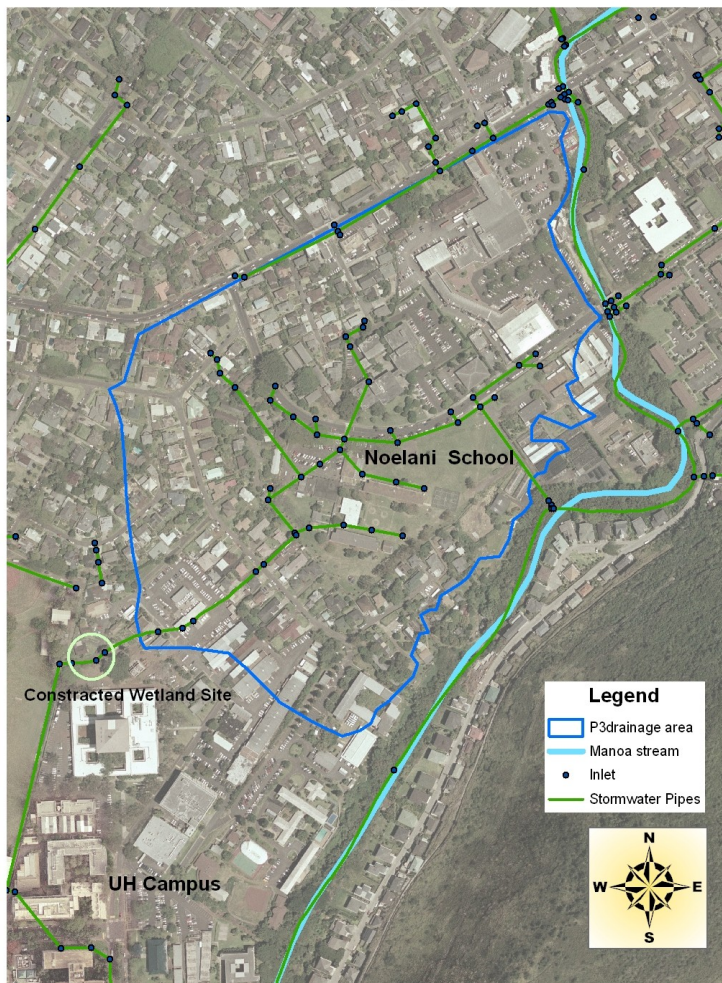 Noelani School
Constracted Wetland Site
UH Campus
Legend
P3drainage area
Manoa stream
Inlet
Stormwater Pipes
N
W E
S